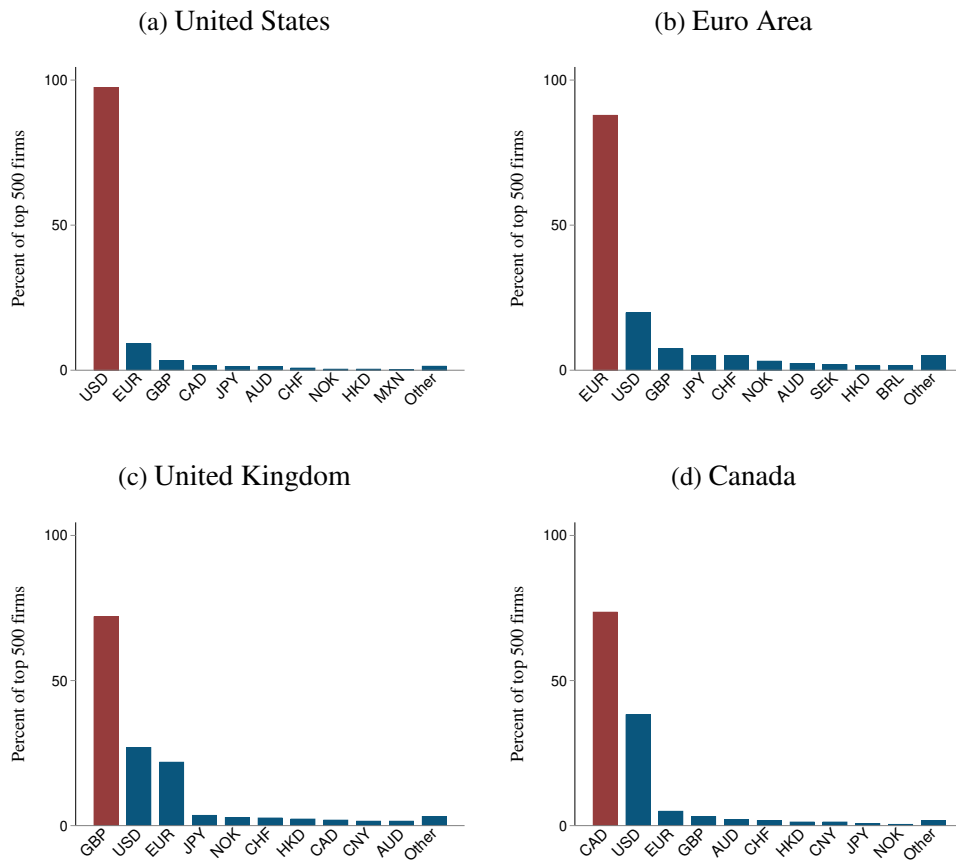 (a) United States
Percent of top 500 firms
100
50
0
USD EUR GBP CAD JPY AUD CHF NOK HKD MXN Other
(b) Euro Area
Percent of top 500 firms
100
50
0
EUR USD GBP JPY CHF NOK AUD SEK HKD BRL Other
(c) United Kingdom
Percent of top 500 firms
100
50
0
GBP USD EUR JPY NOK CHF HKD CAD CNY AUD Other
(d) Canada
Percent of top 500 firms
100
50
0
CAD USD EUR GBP AUD CHF HKD CNY JPY NOK Other